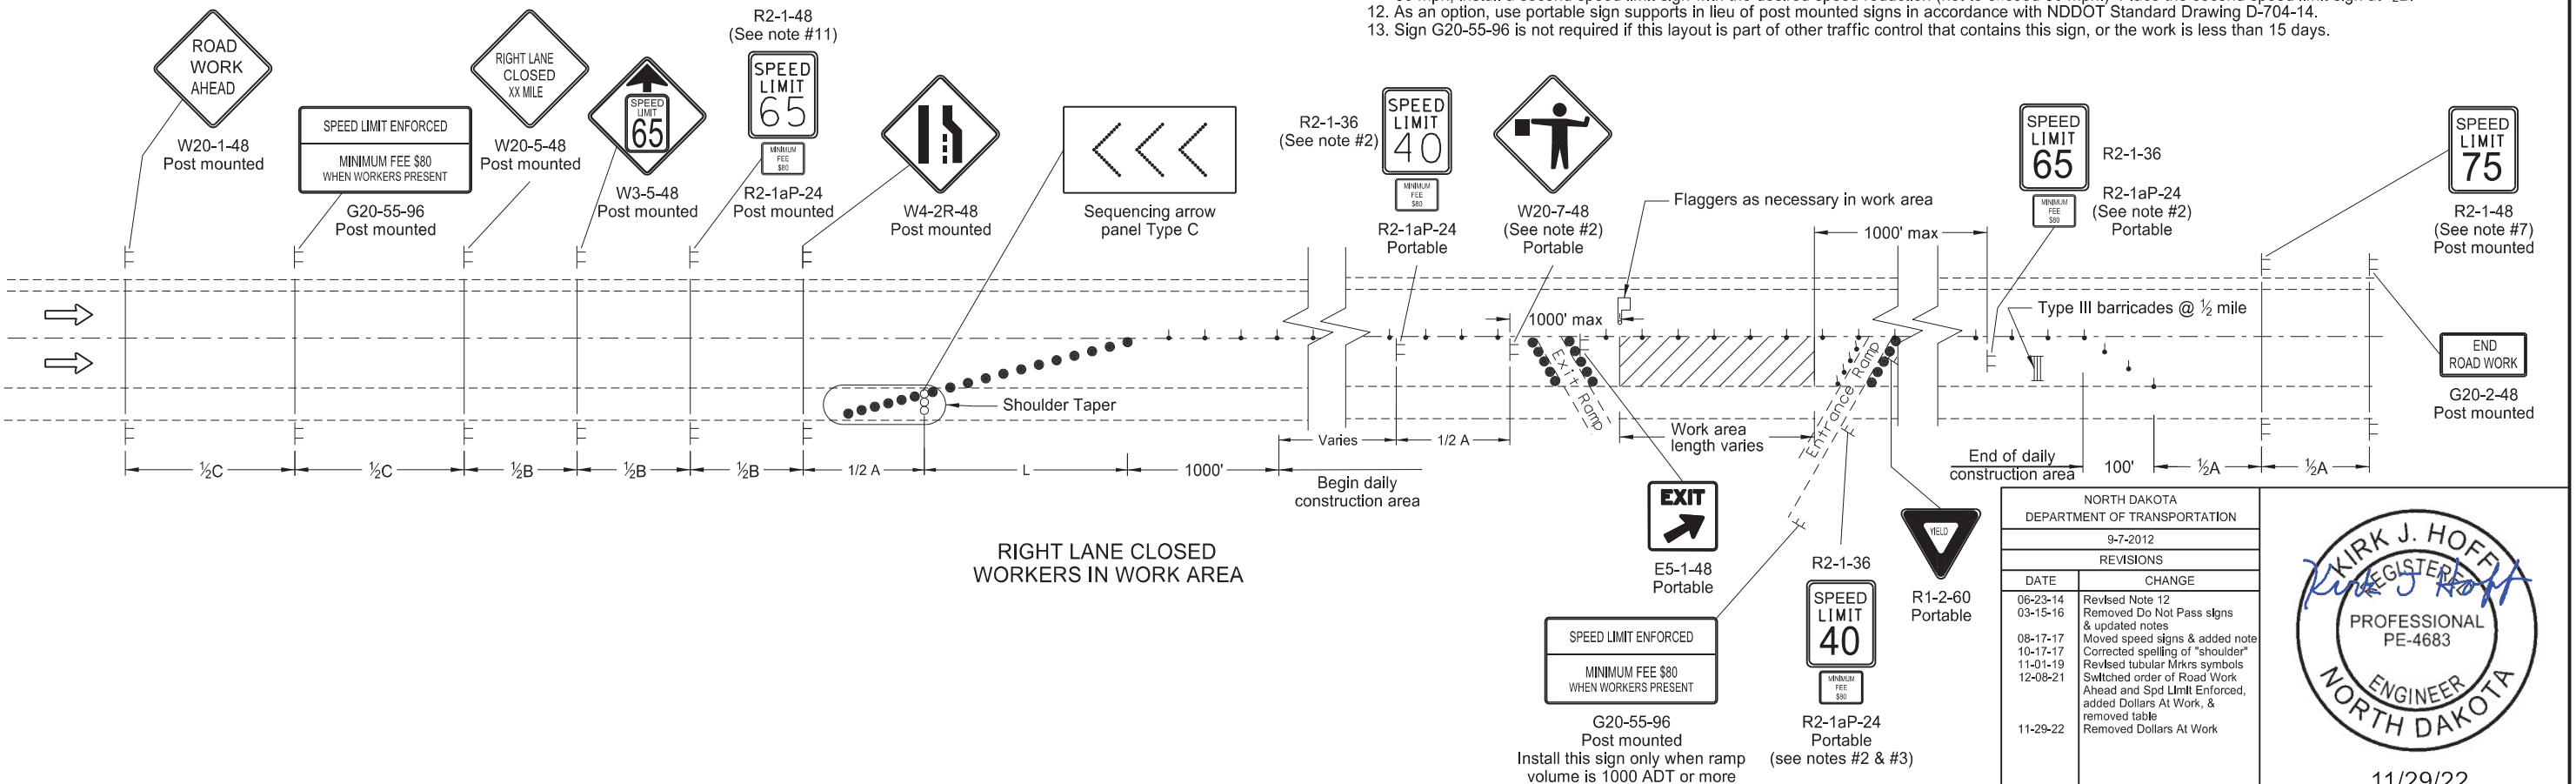 12. As an option, use portable sign supports in lieu of post mounted signs in accordance with NDDOT Standard Drawing D-704-14.
13. Sign G20-55-96 is not required if this layout is part of other traffic control that contains this sign, or the work is less than 15 days.
ROAD
WORK
AHEAD
W20-1-48
Post mounted
SPEED LIMIT ENFORCED
MINIMUM FEE $80
WHEN WORKERS PRESENT
G20-55-96
Post mounted
RIGHT LANE
CLOSED
XX MILE
W20-5-48
Post mounted
SPEED
LIMIT
65
W3-5-48
Post mounted
R2-1-48
(See note #11)
SPEED
LIMIT
65
MINIMUM
FEE
$80
R2-1aP-24
Post mounted
W4-2R-48
Post mounted
Sequencing arrow
panel Type C
R2-1-36
(See note #2)
SPEED
LIMIT
40
MINIMUM
FEE
$80
R2-1aP-24
Portable
W20-7-48
(See note #2)
Portable
Flaggers as necessary in work area
1000' max
SPEED
LIMIT
65
R2-1-36
MINIMUM
FEE
$80
R2-1aP-24
(See note #2)
Portable
SPEED
LIMIT
75
R2-1-48
(See note #7)
Post mounted
Type III barricades @ ½ mile
1000' max
END
ROAD WORK
G20-2-48
Post mounted
Shoulder Taper
Exit Ramp
Entrance Ramp
Work area
length varies
½C
½C
½B
½B
½B
1/2 A
L
1000'
Varies
1/2 A
Begin daily
construction area
End of daily
construction area
100'
½A
½A
RIGHT LANE CLOSED
WORKERS IN WORK AREA
EXIT
E5-1-48
Portable
SPEED LIMIT ENFORCED
MINIMUM FEE $80
WHEN WORKERS PRESENT
G20-55-96
Post mounted
Install this sign only when ramp
volume is 1000 ADT or more
R2-1-36
SPEED
LIMIT
40
MINIMUM
FEE
$80
R2-1aP-24
Portable
(see notes #2 & #3)
YIELD
R1-2-60
Portable
NORTH DAKOTA
DEPARTMENT OF TRANSPORTATION
9-7-2012
REVISIONS
DATE CHANGE
06-23-14 Revised Note 12
03-15-16 Removed Do Not Pass signs
& updated notes
08-17-17 Moved speed signs & added note
10-17-17 Corrected spelling of "shoulder"
11-01-19 Revised tubular Mrkrs symbols
12-08-21 Switched order of Road Work
Ahead and Spd Limit Enforced,
added Dollars At Work, &
removed table
11-29-22 Removed Dollars At Work
KIRK J. HOFF
Kirk J Hoff
REGISTERED
PROFESSIONAL
PE-4683
ENGINEER
NORTH DAKOTA
11/29/22